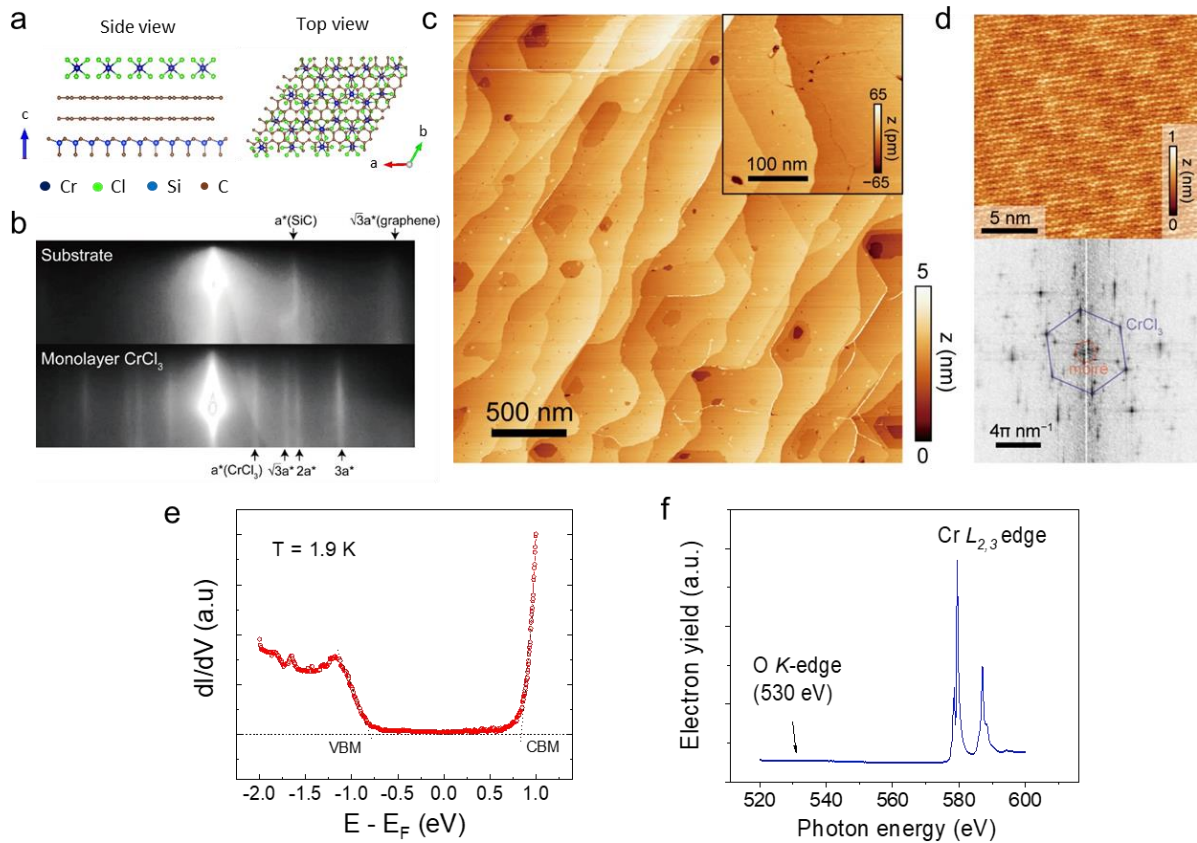 a
Side view
Top view
c
b
a
Cr
Cl
Si
C
b
a*(SiC)
√3a*(graphene)
Substrate
Monolayer CrCl₃
a*(CrCl₃)
√3a*
2a*
3a*
c
65
z (pm)
−65
100 nm
500 nm
5
z (nm)
0
d
1
z (nm)
0
5 nm
CrCl₃
moiré
4π nm⁻¹
e
T = 1.9 K
dI/dV (a.u)
VBM
CBM
-2.0 -1.5 -1.0 -0.5 0.0 0.5 1.0
E - E_F (eV)
f
Cr L₂,₃ edge
O K-edge
(530 eV)
Electron yield (a.u.)
520 540 560 580 600
Photon energy (eV)